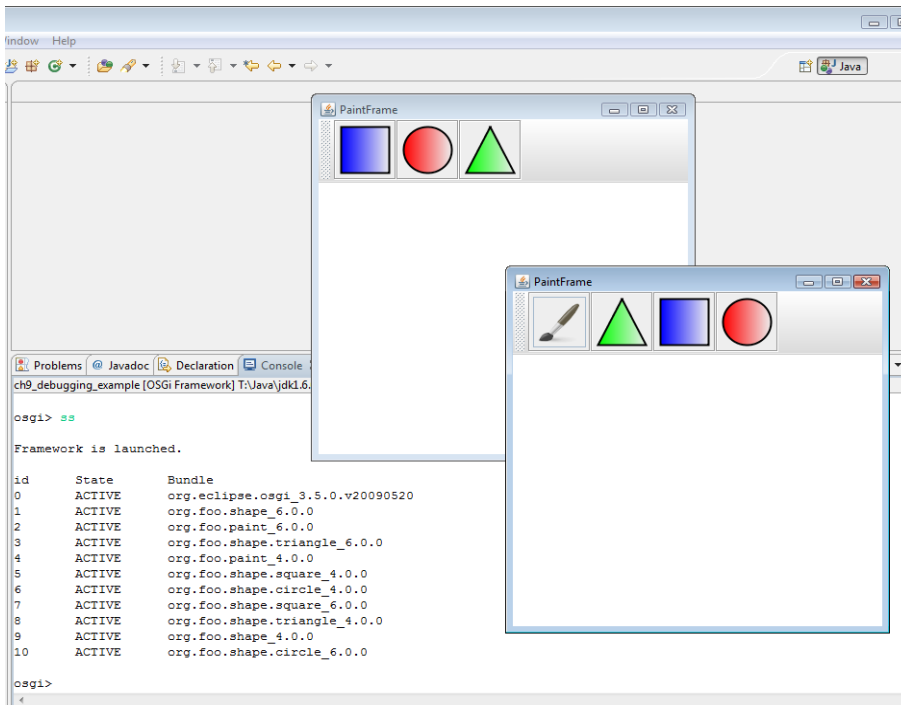 Window Help
Java
PaintFrame
PaintFrame
Problems @ Javadoc Declaration Console
ch9_debugging_example [OSGi Framework] T:\Java\jdk1.6.
osgi> ss
Framework is launched.
id State Bundle
0 ACTIVE org.eclipse.osgi_3.5.0.v20090520
1 ACTIVE org.foo.shape_6.0.0
2 ACTIVE org.foo.paint_6.0.0
3 ACTIVE org.foo.shape.triangle_6.0.0
4 ACTIVE org.foo.paint_4.0.0
5 ACTIVE org.foo.shape.square_4.0.0
6 ACTIVE org.foo.shape.circle_4.0.0
7 ACTIVE org.foo.shape.square_6.0.0
8 ACTIVE org.foo.shape.triangle_4.0.0
9 ACTIVE org.foo.shape_4.0.0
10 ACTIVE org.foo.shape.circle_6.0.0
osgi>